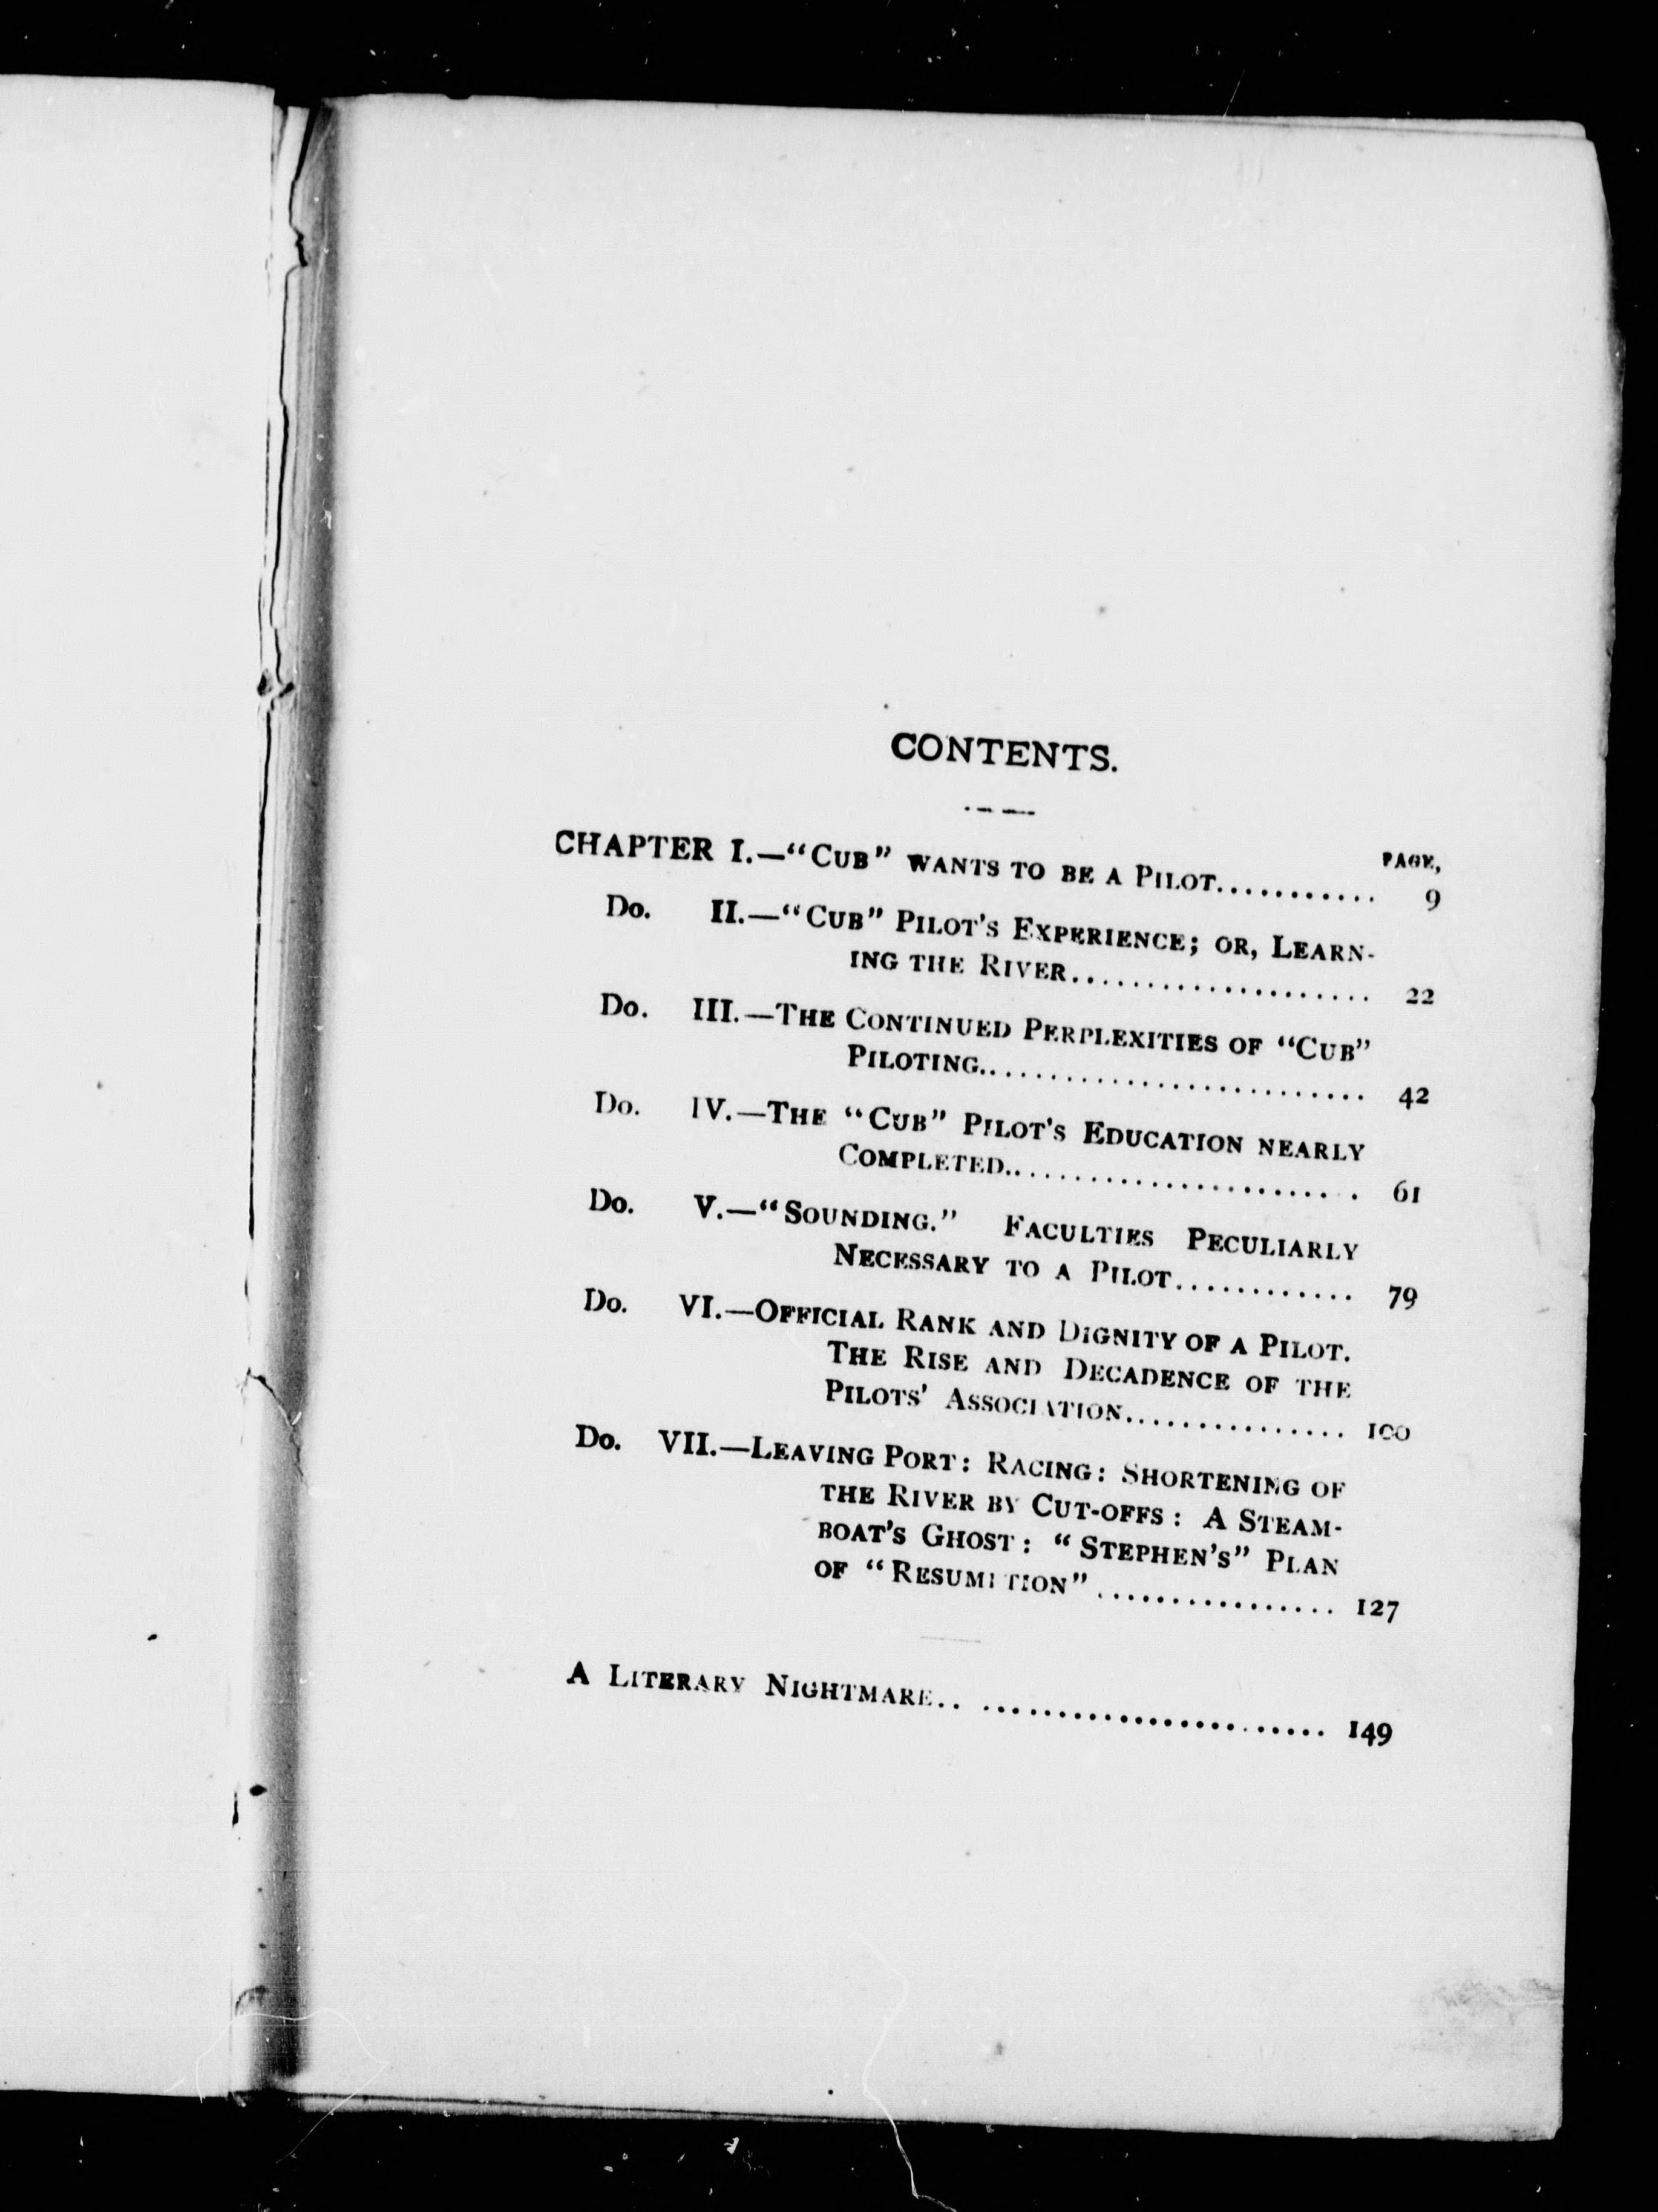 CONTENTS.
PAGE,
CHAPTER I.—“CUB” WANTS TO BE A PILOT............ 9
Do. II.—“CUB” PILOT'S EXPERIENCE; OR, LEARN-
ING THE RIVER.................... 22
Do. III.—THE CONTINUED PERPLEXITIES OF “CUB”
PILOTING.......................... 42
Do. IV.—THE “CUB” PILOT'S EDUCATION NEARLY
COMPLETED........................ 61
Do. V.—“SOUNDING.” FACULTIES PECULIARLY
NECESSARY TO A PILOT............ 79
Do. VI.—OFFICIAL RANK AND DIGNITY OF A PILOT.
THE RISE AND DECADENCE OF THE
PILOTS' ASSOCIATION............... 100
Do. VII.—LEAVING PORT: RACING: SHORTENING OF
THE RIVER BY CUT-OFFS: A STEAM-
BOAT'S GHOST: “STEPHEN'S” PLAN
OF “RESUMPTION”................ 127
A LITERARY NIGHTMARE.. ....................... 149